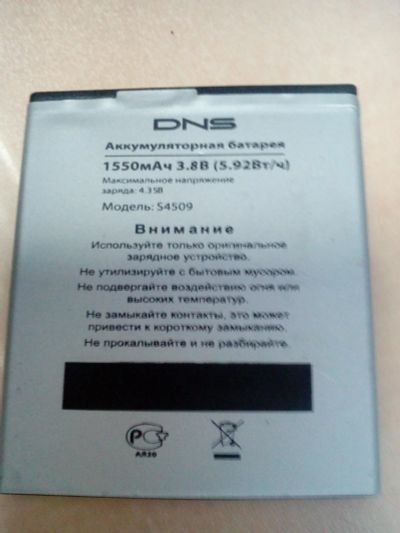 DNS
Аккумуляторная батарея
1550мАч 3.8В (5.92Вт/ч)
Максимальное напряжение
заряда: 4.35В
Модель: S4509
Внимание
Используйте только оригинальное
зарядное устройство.
Не утилизируйте с бытовым мусором.
Не подвергайте воздействию огня или
высоких температур.
Не замыкайте контакты, это может
привести к короткому замыканию.
Не прокалывайте и не разбирайте.
АЯ30